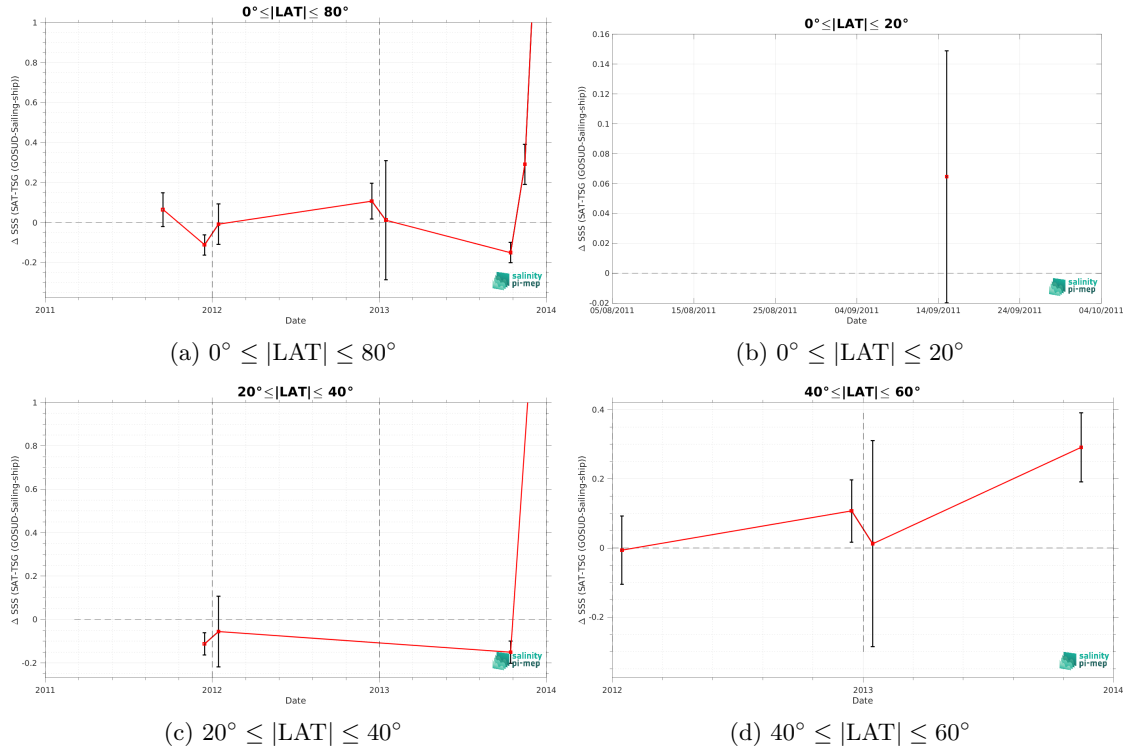 0°≤|LAT|≤ 80°
1
0.8
0.6
0.4
0.2
0
-0.2
Δ SSS (SAT-TSG (GOSUD-Sailing-ship))
2011
2012
2013
2014
Date
salinity
pi-mep
(a) 0° ≤ |LAT| ≤ 80°
0°≤|LAT|≤ 20°
0.16
0.14
0.12
0.1
0.08
0.06
0.04
0.02
0
-0.02
Δ SSS (SAT-TSG (GOSUD-Sailing-ship))
05/08/2011
15/08/2011
25/08/2011
04/09/2011
14/09/2011
24/09/2011
04/10/2011
Date
salinity
pi-mep
(b) 0° ≤ |LAT| ≤ 20°
20°≤|LAT|≤ 40°
1
0.8
0.6
0.4
0.2
0
-0.2
Δ SSS (SAT-TSG (GOSUD-Sailing-ship))
2011
2012
2013
2014
Date
salinity
pi-mep
(c) 20° ≤ |LAT| ≤ 40°
40°≤|LAT|≤ 60°
0.4
0.2
0
-0.2
Δ SSS (SAT-TSG (GOSUD-Sailing-ship))
2012
2013
2014
Date
salinity
pi-mep
(d) 40° ≤ |LAT| ≤ 60°